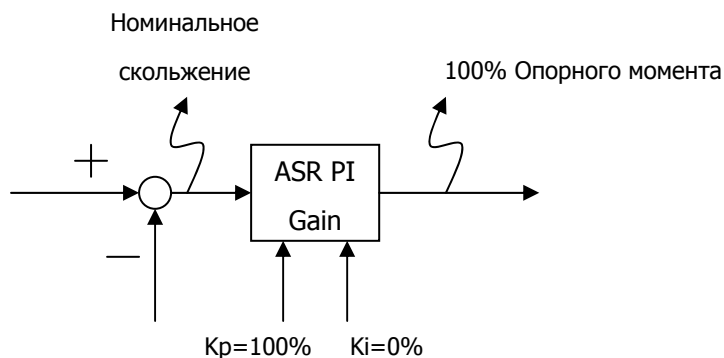 Номинальное
скольжение
100% Опорного момента
+
ASR PI
Gain
—
Kp=100%
Ki=0%